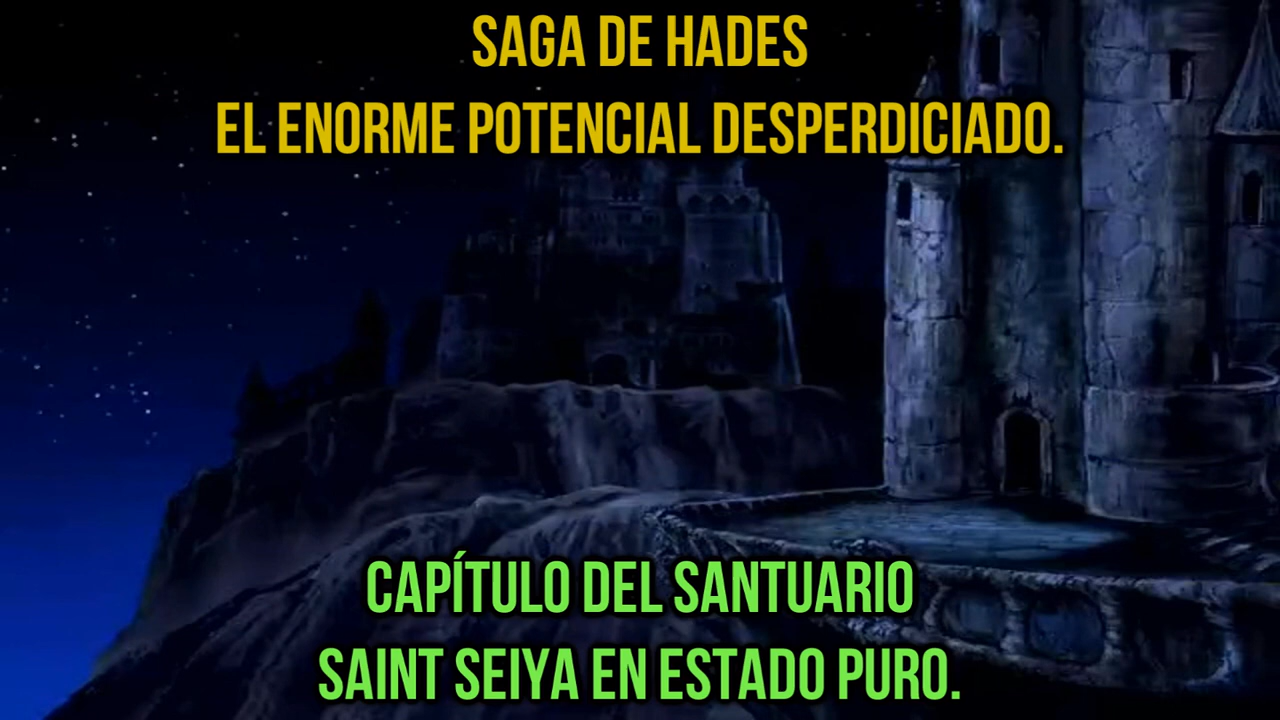 SAGA DE HADES
EL ENORME POTENCIAL DESPERDICIADO.
CAPÍTULO DEL SANTUARIO
SAINT SEIYA EN ESTADO PURO.